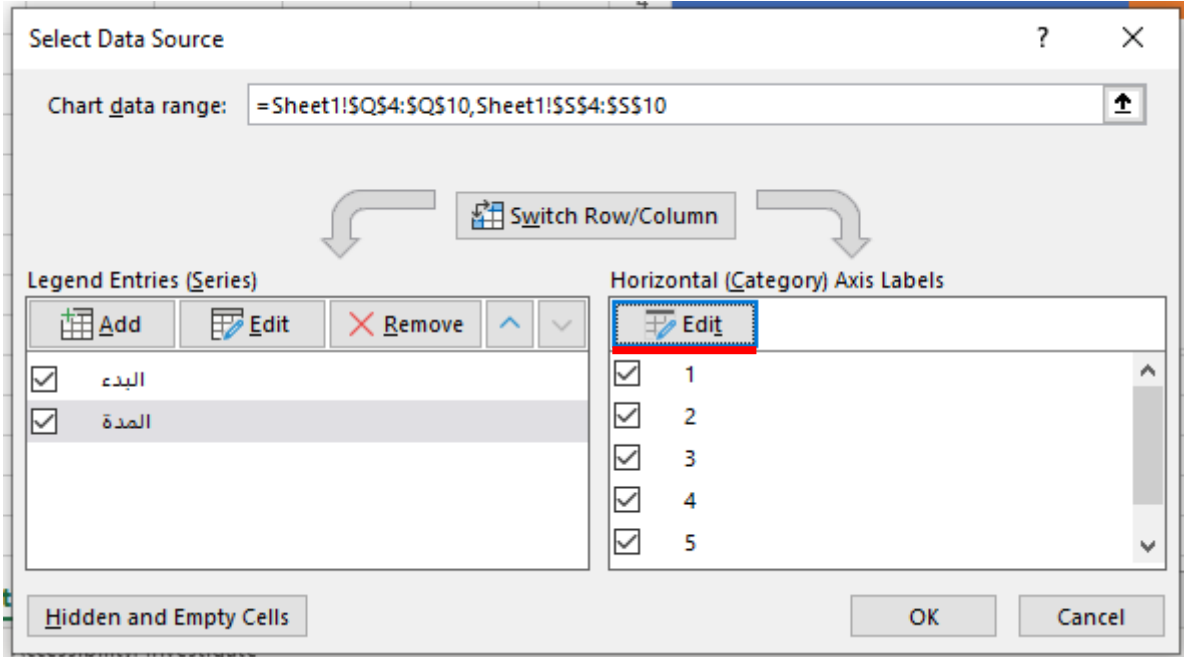 4
Select Data Source ?
Chart data range: =Sheet1!$Q$4:$Q$10,Sheet1!$S$4:$S$10
Switch Row/Column
Legend Entries (Series)
Add Edit Remove
البدء
المدة
Horizontal (Category) Axis Labels
Edit
1
2
3
4
5
Hidden and Empty Cells OK Cancel